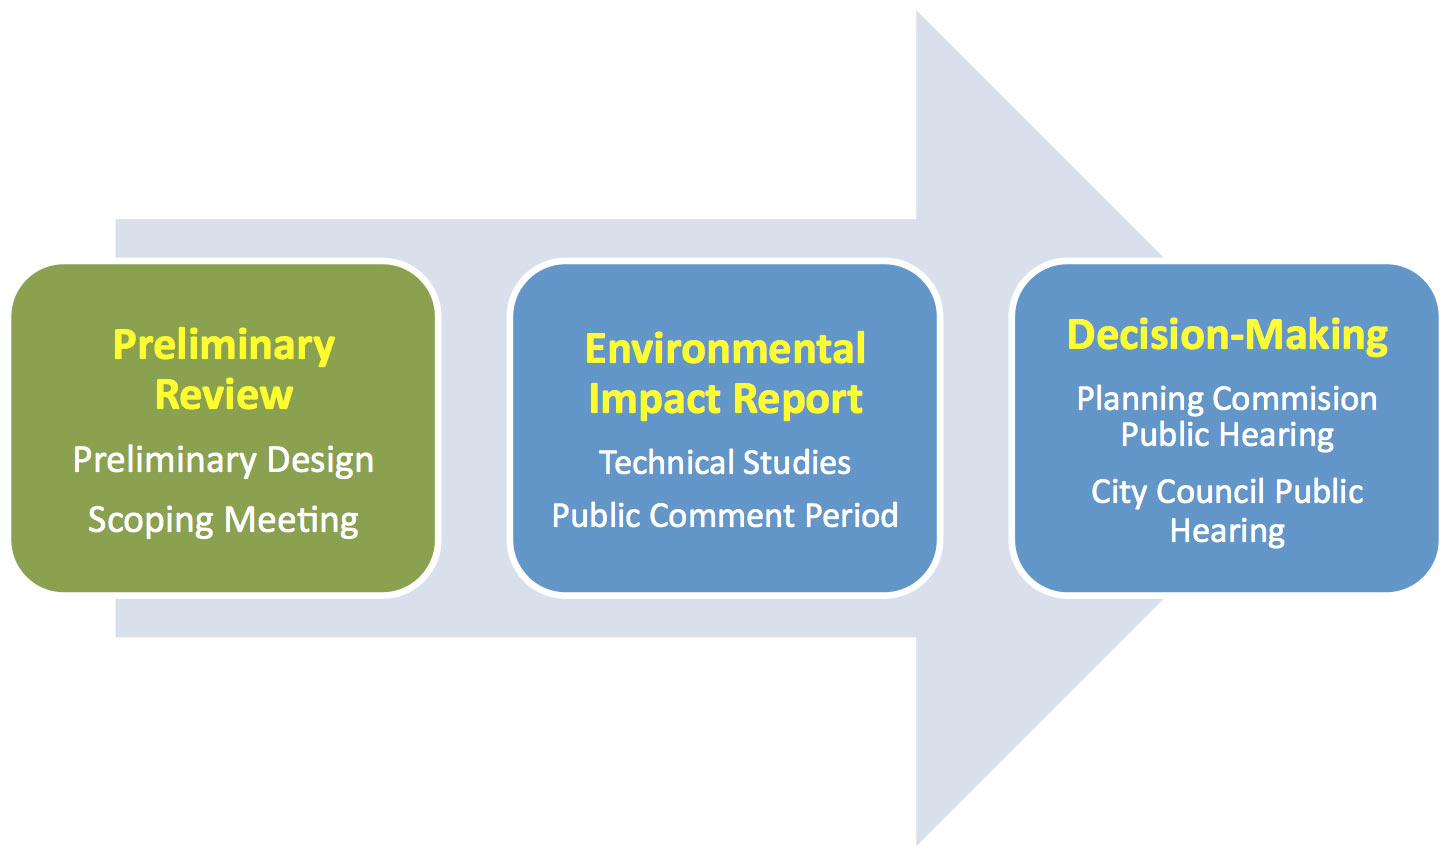 Preliminary
Review
Preliminary Design
Scoping Meeting
Environmental
Impact Report
Technical Studies
Public Comment Period
Decision-Making
Planning Commision
Public Hearing
City Council Public
Hearing